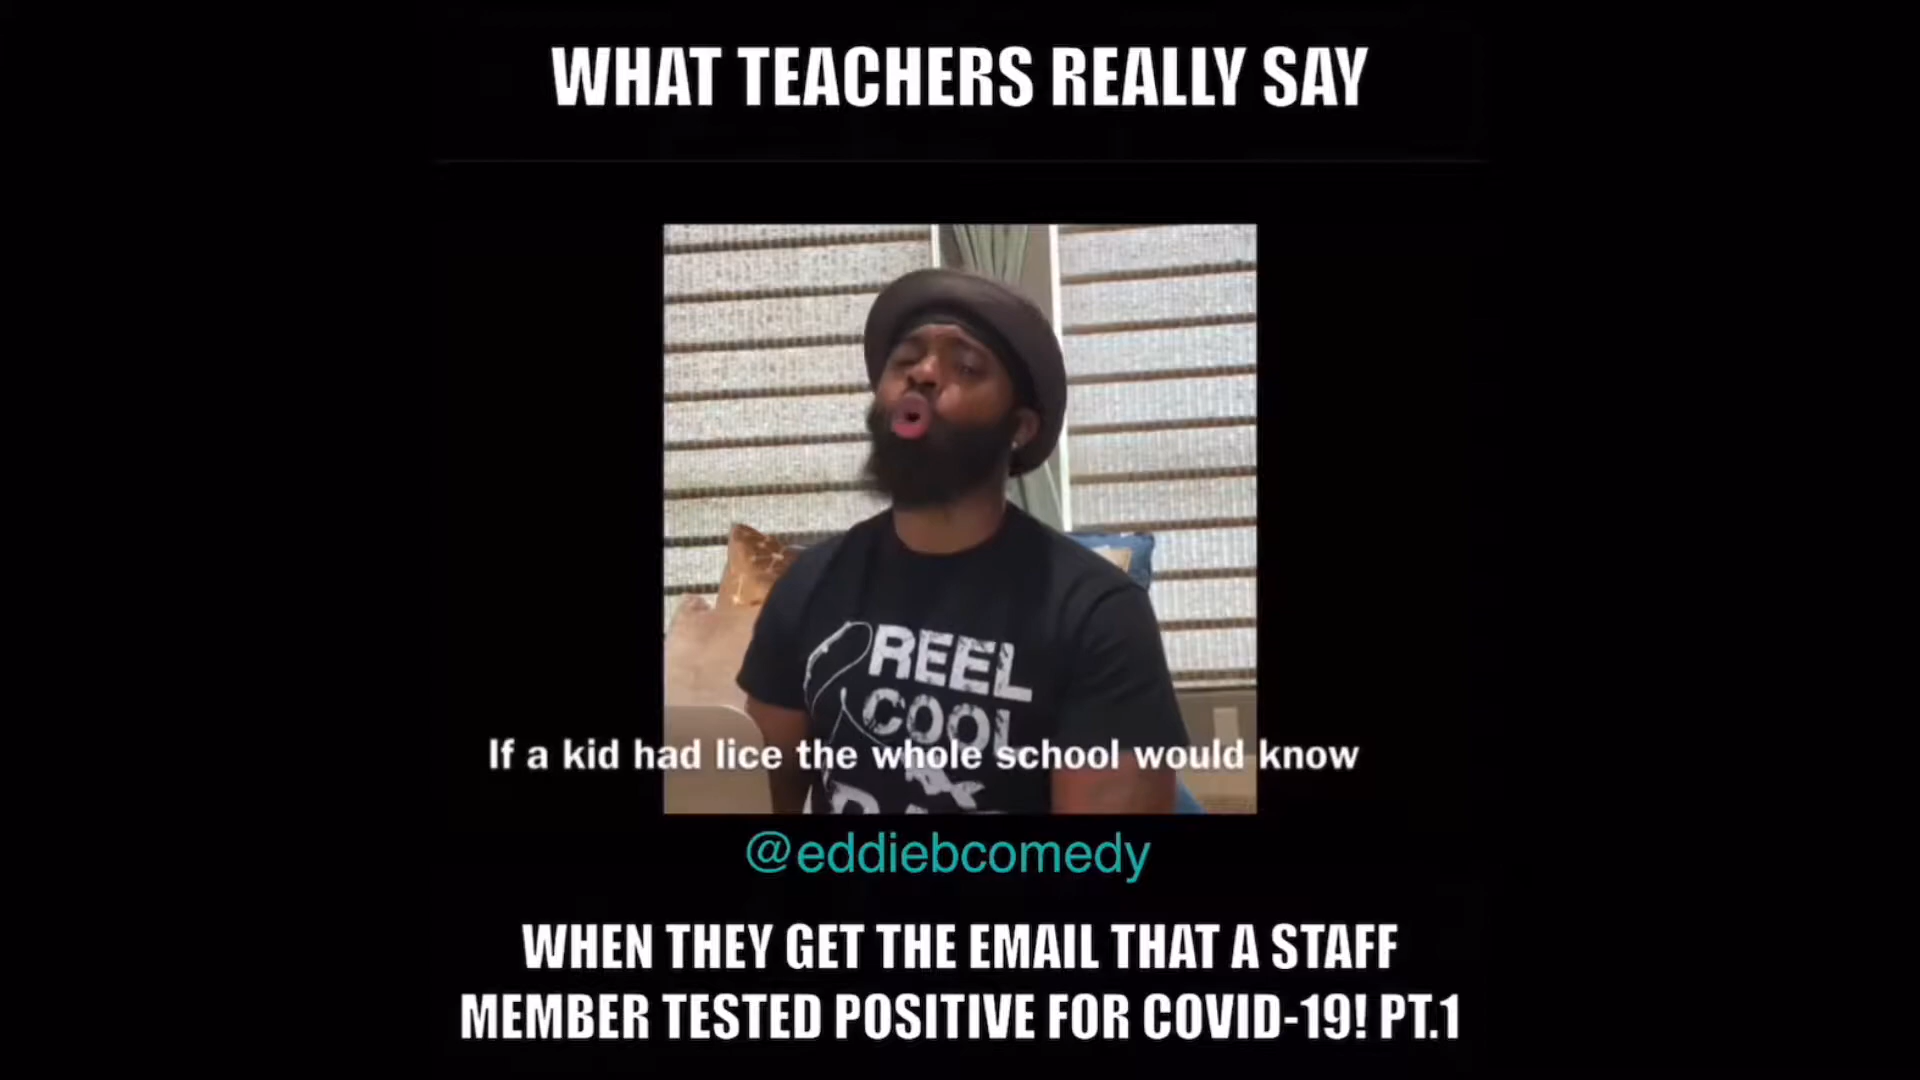 WHAT TEACHERS REALLY SAY
REEL
COOL
If a kid had lice the whole school would know
@eddiebcomedy
WHEN THEY GET THE EMAIL THAT A STAFF
MEMBER TESTED POSITIVE FOR COVID-19! PT.1